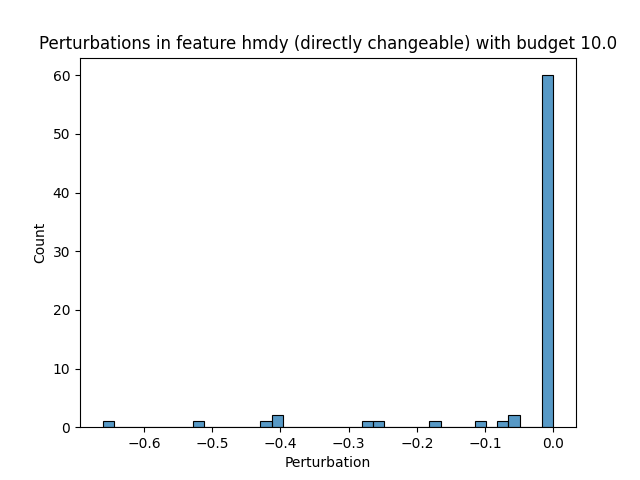 Perturbations in feature hmdy (directly changeable) with budget 10.0
60
50
40
30
20
10
0
Count
−0.6 −0.5 −0.4 −0.3 −0.2 −0.1 0.0
Perturbation